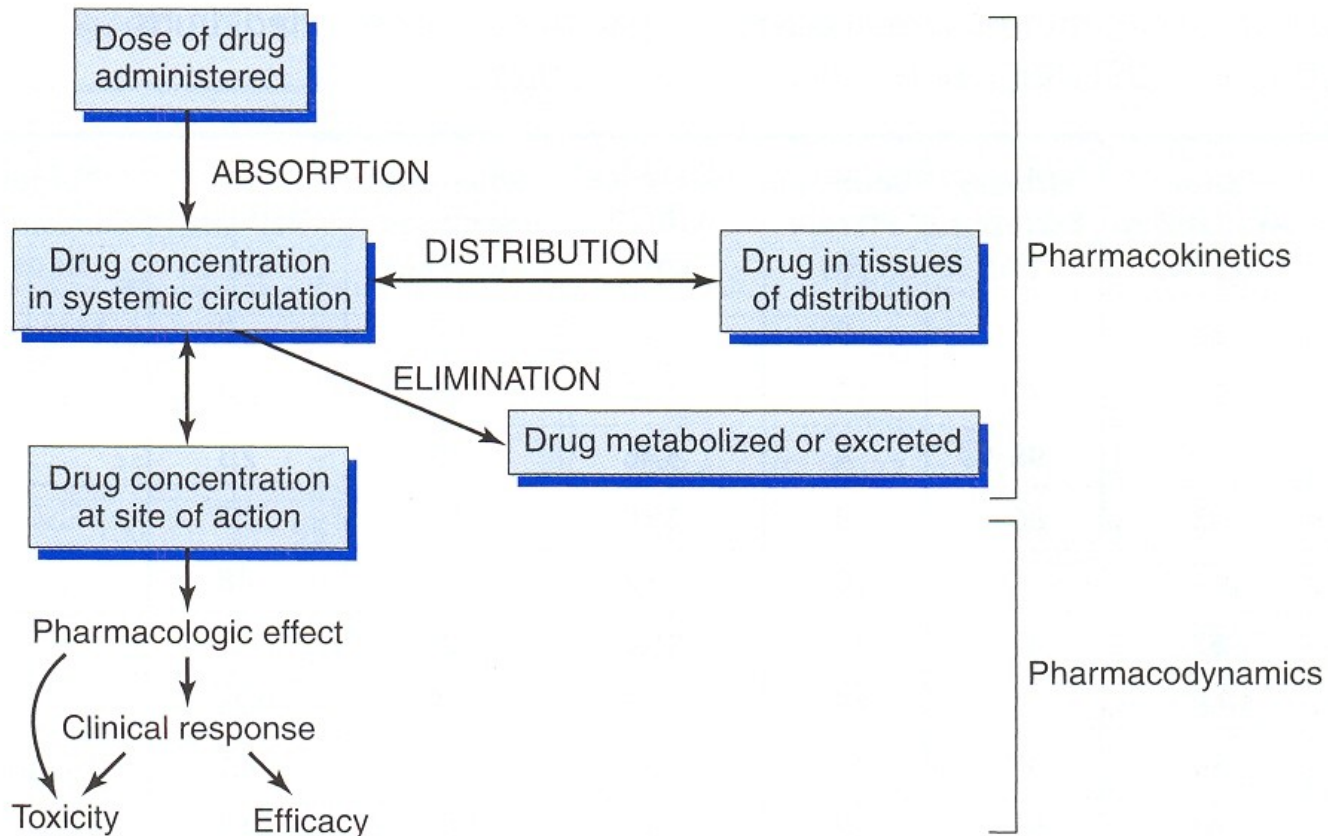 Dose of drug
administered
ABSORPTION
Drug concentration
in systemic circulation
DISTRIBUTION
Drug in tissues
of distribution
Pharmacokinetics
ELIMINATION
Drug metabolized or excreted
Drug concentration
at site of action
Pharmacologic effect
Pharmacodynamics
Clinical response
Toxicity
Efficacy